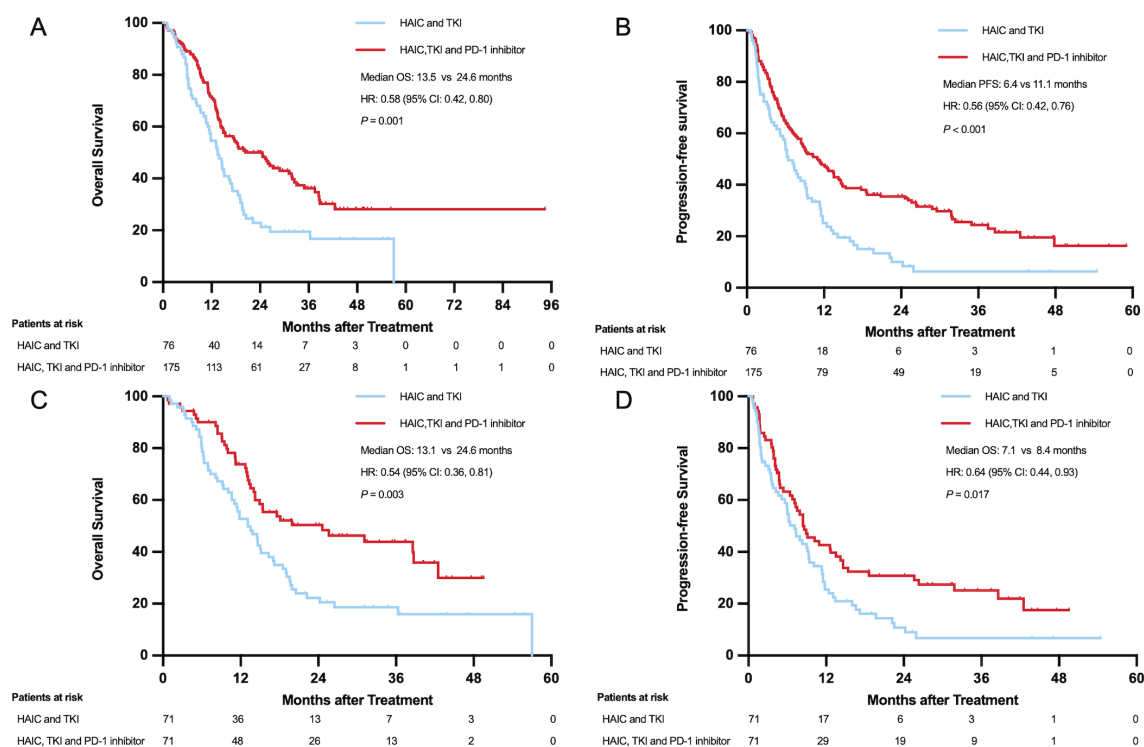 A
HAIC and TKI
HAIC,TKI and PD-1 inhibitor
Median OS: 13.5 vs 24.6 months
HR: 0.58 (95% CI: 0.42, 0.80)
P = 0.001
Overall Survival
100
80
60
40
20
0
0 12 24 36 48 60 72 84 96
Months after Treatment
Patients at risk
HAIC and TKI 76 40 14 7 3 0 0 0 0
HAIC, TKI and PD-1 inhibitor 175 113 61 27 8 1 1 1 0
B
HAIC and TKI
HAIC,TKI and PD-1 inhibitor
Median PFS: 6.4 vs 11.1 months
HR: 0.56 (95% CI: 0.42, 0.76)
P < 0.001
Progression-free survival
100
80
60
40
20
0
0 12 24 36 48 60
Months after Treatment
Patients at risk
HAIC and TKI 76 18 6 3 1 0
HAIC, TKI and PD-1 inhibitor 175 79 49 19 5 0
C
HAIC and TKI
HAIC,TKI and PD-1 inhibitor
Median OS: 13.1 vs 24.6 months
HR: 0.54 (95% CI: 0.36, 0.81)
P = 0.003
Overall Survival
100
80
60
40
20
0
0 12 24 36 48 60
Months after Treatment
Patients at risk
HAIC and TKI 71 36 13 7 3 0
HAIC, TKI and PD-1 inhibitor 71 48 26 13 2 0
D
HAIC and TKI
HAIC,TKI and PD-1 inhibitor
Median OS: 7.1 vs 8.4 months
HR: 0.64 (95% CI: 0.44, 0.93)
P = 0.017
Progression-free Survival
100
80
60
40
20
0
0 12 24 36 48 60
Months after Treatment
Patients at risk
HAIC and TKI 71 17 6 3 1 0
HAIC, TKI and PD-1 inhibitor 71 29 19 9 1 0